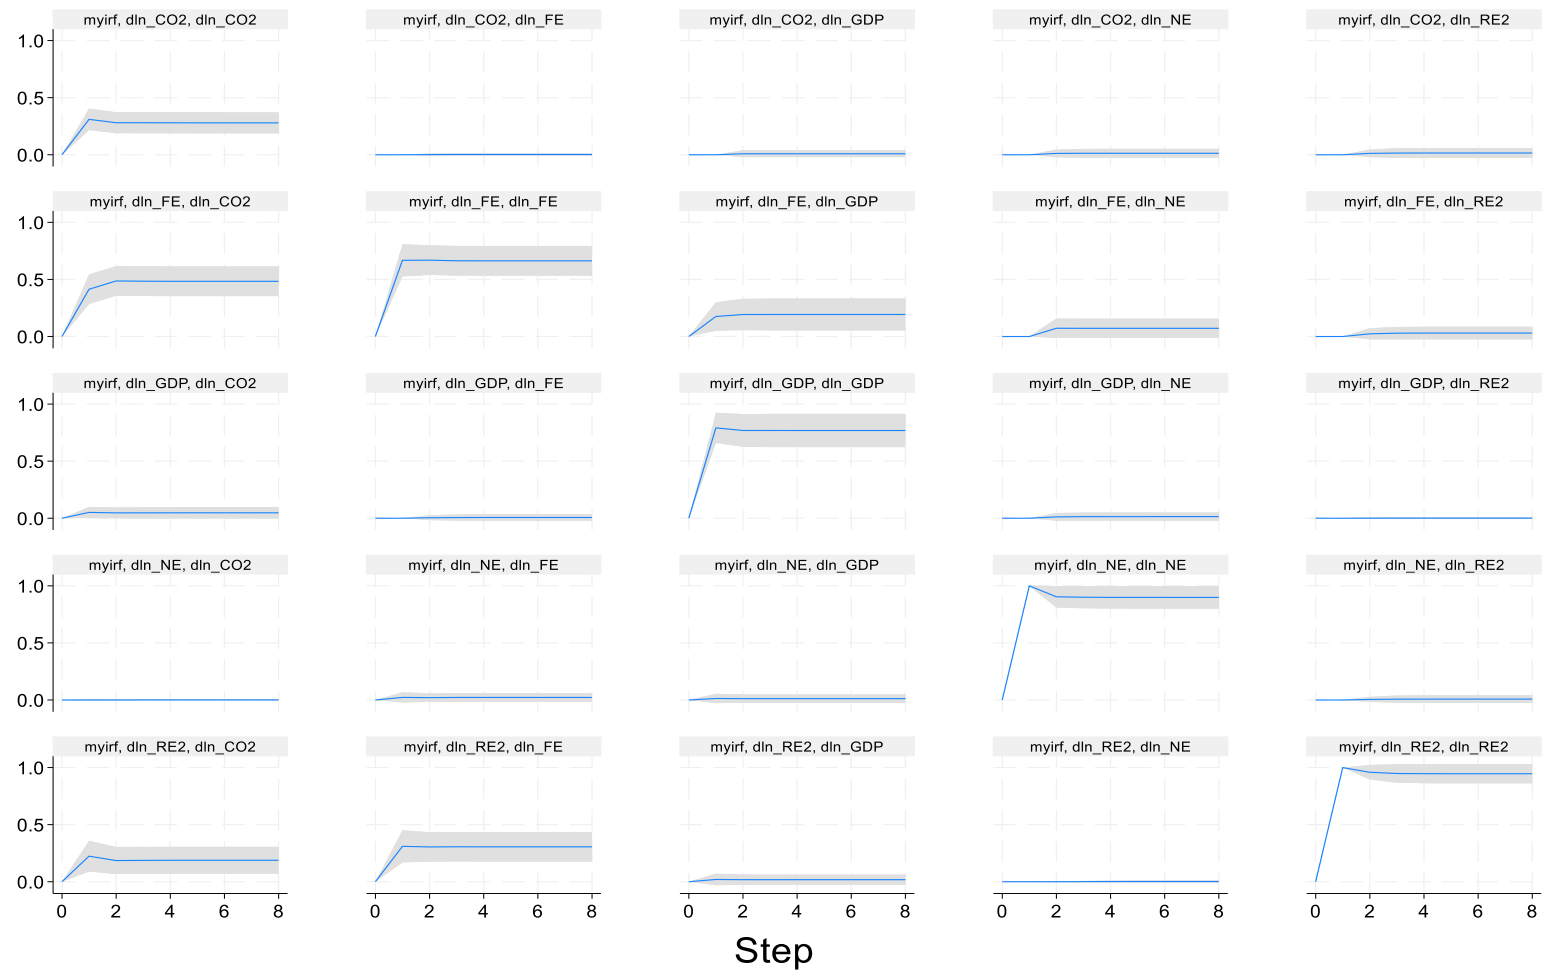 myirf, dln_CO2, dln_CO2 myirf, dln_CO2, dln_FE myirf, dln_CO2, dln_GDP myirf, dln_CO2, dln_NE myirf, dln_CO2, dln_RE2
1.0
0.5
0.0
myirf, dln_FE, dln_CO2 myirf, dln_FE, dln_FE myirf, dln_FE, dln_GDP myirf, dln_FE, dln_NE myirf, dln_FE, dln_RE2
1.0
0.5
0.0
myirf, dln_GDP, dln_CO2 myirf, dln_GDP, dln_FE myirf, dln_GDP, dln_GDP myirf, dln_GDP, dln_NE myirf, dln_GDP, dln_RE2
1.0
0.5
0.0
myirf, dln_NE, dln_CO2 myirf, dln_NE, dln_FE myirf, dln_NE, dln_GDP myirf, dln_NE, dln_NE myirf, dln_NE, dln_RE2
1.0
0.5
0.0
myirf, dln_RE2, dln_CO2 myirf, dln_RE2, dln_FE myirf, dln_RE2, dln_GDP myirf, dln_RE2, dln_NE myirf, dln_RE2, dln_RE2
1.0
0.5
0.0
0 2 4 6 8 0 2 4 6 8 0 2 4 6 8 0 2 4 6 8 0 2 4 6 8
Step